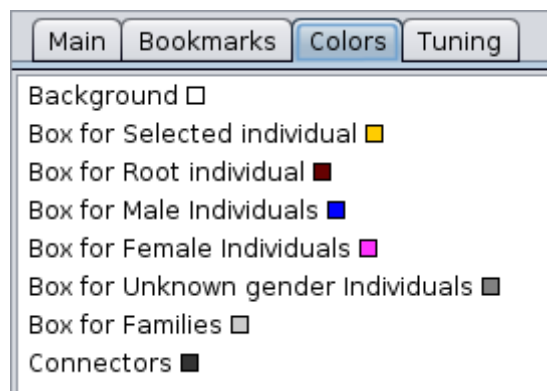 Main Bookmarks Colors Tuning
Background
Box for Selected individual
Box for Root individual
Box for Male Individuals
Box for Female Individuals
Box for Unknown gender Individuals
Box for Families
Connectors